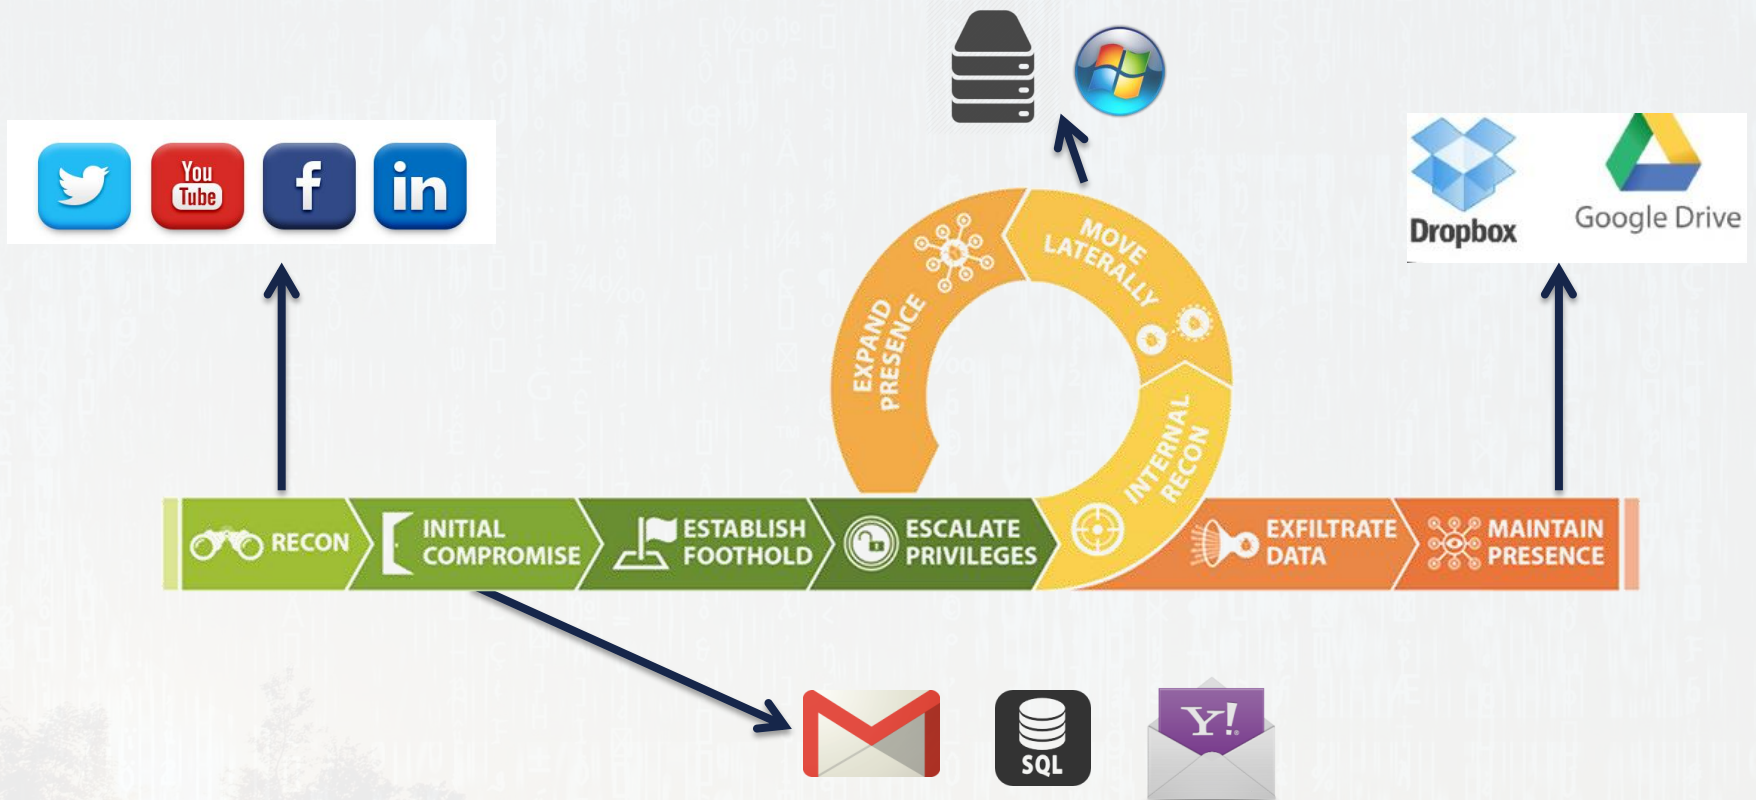 You
Tube
f
in
Dropbox
Google Drive
MOVE
LATERALLY
EXPAND
PRESENCE
INTERNAL
RECON
RECON
INITIAL
COMPROMISE
ESTABLISH
FOOTHOLD
ESCALATE
PRIVILEGES
EXFILTRATE
DATA
MAINTAIN
PRESENCE
SQL
Y!